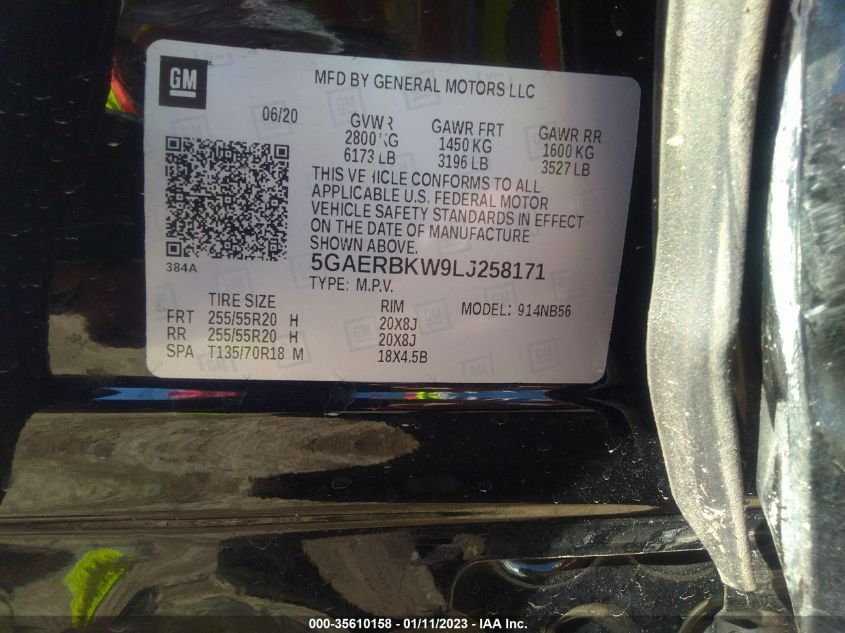 GM
MFD BY GENERAL MOTORS LLC
06/20
GVWR GAWR FRT GAWR RR
2800 KG 1450 KG 1600 KG
6173 LB 3196 LB 3527 LB
THIS VEHICLE CONFORMS TO ALL
APPLICABLE U.S. FEDERAL MOTOR
VEHICLE SAFETY STANDARDS IN EFFECT
ON THE DATE OF MANUFACTURE
SHOWN ABOVE.
384A
5GAERBKW9LJ258171
TYPE: M.P.V.
TIRE SIZE RIM MODEL: 914NB56
FRT 255/55R20 H 20X8J
RR 255/55R20 H 20X8J
SPA T135/70R18 M 18X4.5B
000-35610158 - 01/11/2023 - IAA Inc.